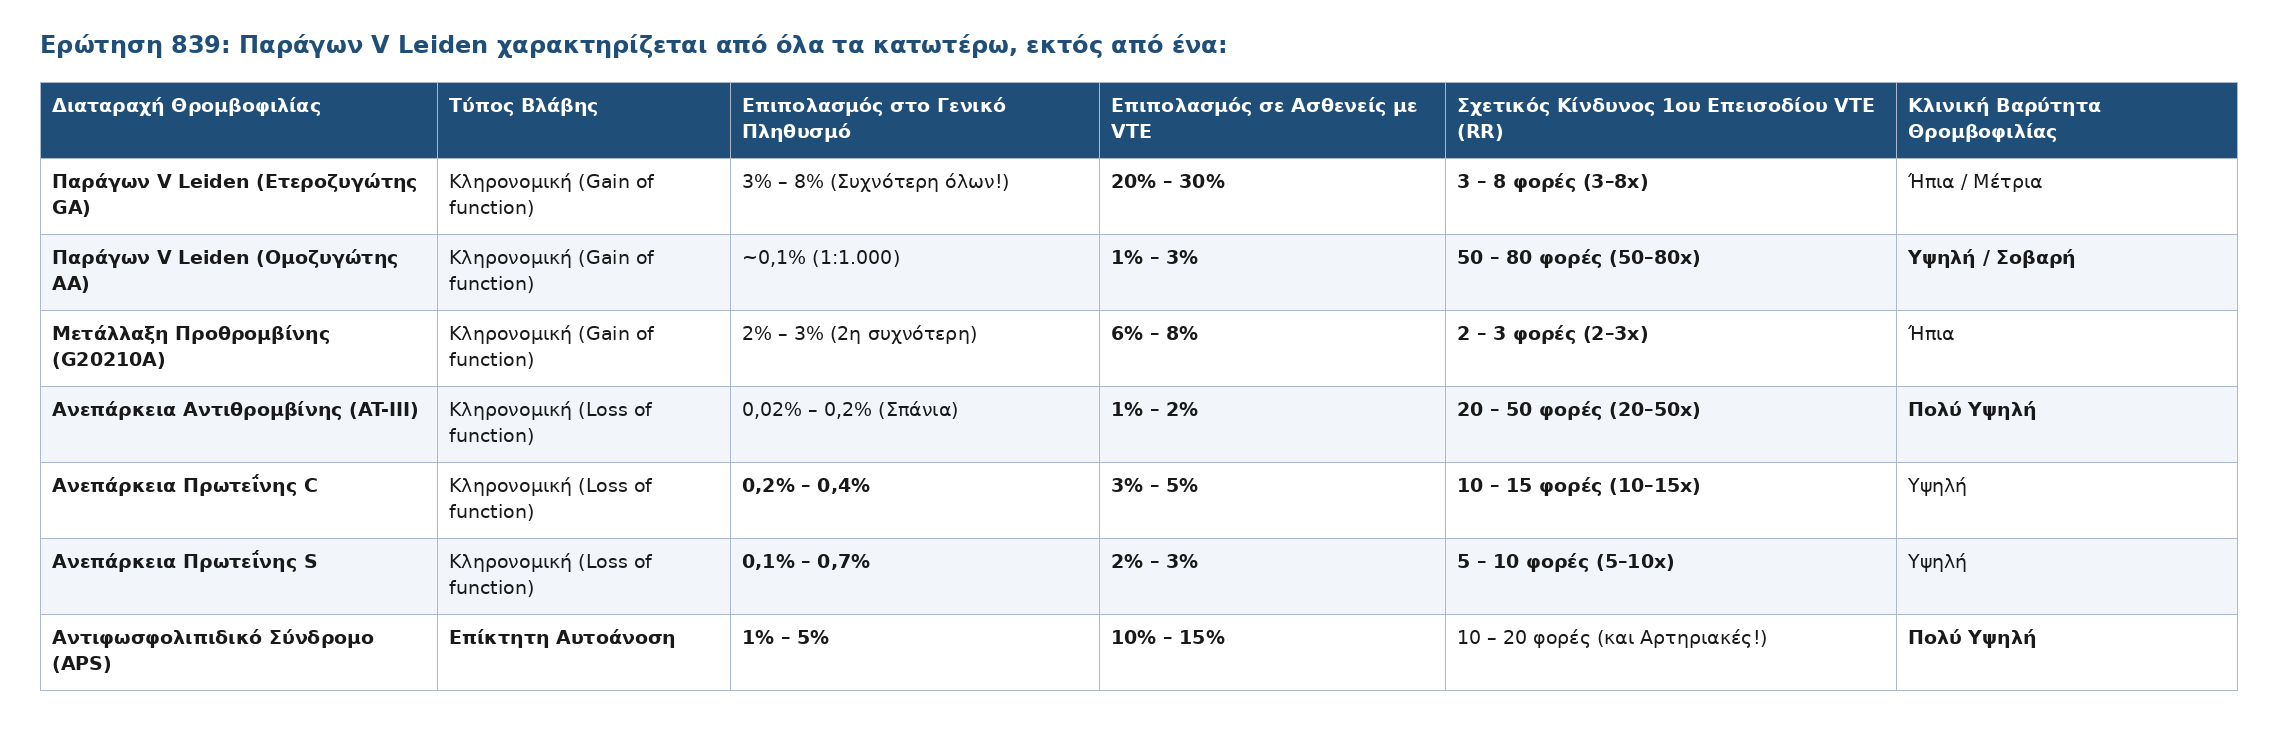 Ερώτηση 839: Παράγων V Leiden χαρακτηρίζεται από όλα τα κατωτέρω, εκτός από ένα:
Διαταραχή Θρομβοφιλίας
Τύπος Βλάβης
Επιπολασμός στο Γενικό
Πληθυσμό
Επιπολασμός σε Ασθενείς με
VTE
Σχετικός Κίνδυνος 1ου Επεισοδίου VTE
(RR)
Κλινική Βαρύτητα
Θρομβοφιλίας
Παράγων V Leiden (Ετεροζυγώτης
GA)
Κληρονομική (Gain of
function)
3% – 8% (Συχνότερη όλων!)
20% – 30%
3 – 8 φορές (3–8x)
Ήπια / Μέτρια
Παράγων V Leiden (Ομοζυγώτης
AA)
Κληρονομική (Gain of
function)
~0,1% (1:1.000)
1% – 3%
50 – 80 φορές (50–80x)
Υψηλή / Σοβαρή
Μετάλλαξη Προθρομβίνης
(G20210A)
Κληρονομική (Gain of
function)
2% – 3% (2η συχνότερη)
6% – 8%
2 – 3 φορές (2–3x)
Ήπια
Ανεπάρκεια Αντιθρομβίνης (AT-III)
Κληρονομική (Loss of
function)
0,02% – 0,2% (Σπάνια)
1% – 2%
20 – 50 φορές (20–50x)
Πολύ Υψηλή
Ανεπάρκεια Πρωτεΐνης C
Κληρονομική (Loss of
function)
0,2% – 0,4%
3% – 5%
10 – 15 φορές (10–15x)
Υψηλή
Ανεπάρκεια Πρωτεΐνης S
Κληρονομική (Loss of
function)
0,1% – 0,7%
2% – 3%
5 – 10 φορές (5–10x)
Υψηλή
Αντιφωσφολιπιδικό Σύνδρομο
(APS)
Επίκτητη Αυτοάνοση
1% – 5%
10% – 15%
10 – 20 φορές (και Αρτηριακές!)
Πολύ Υψηλή